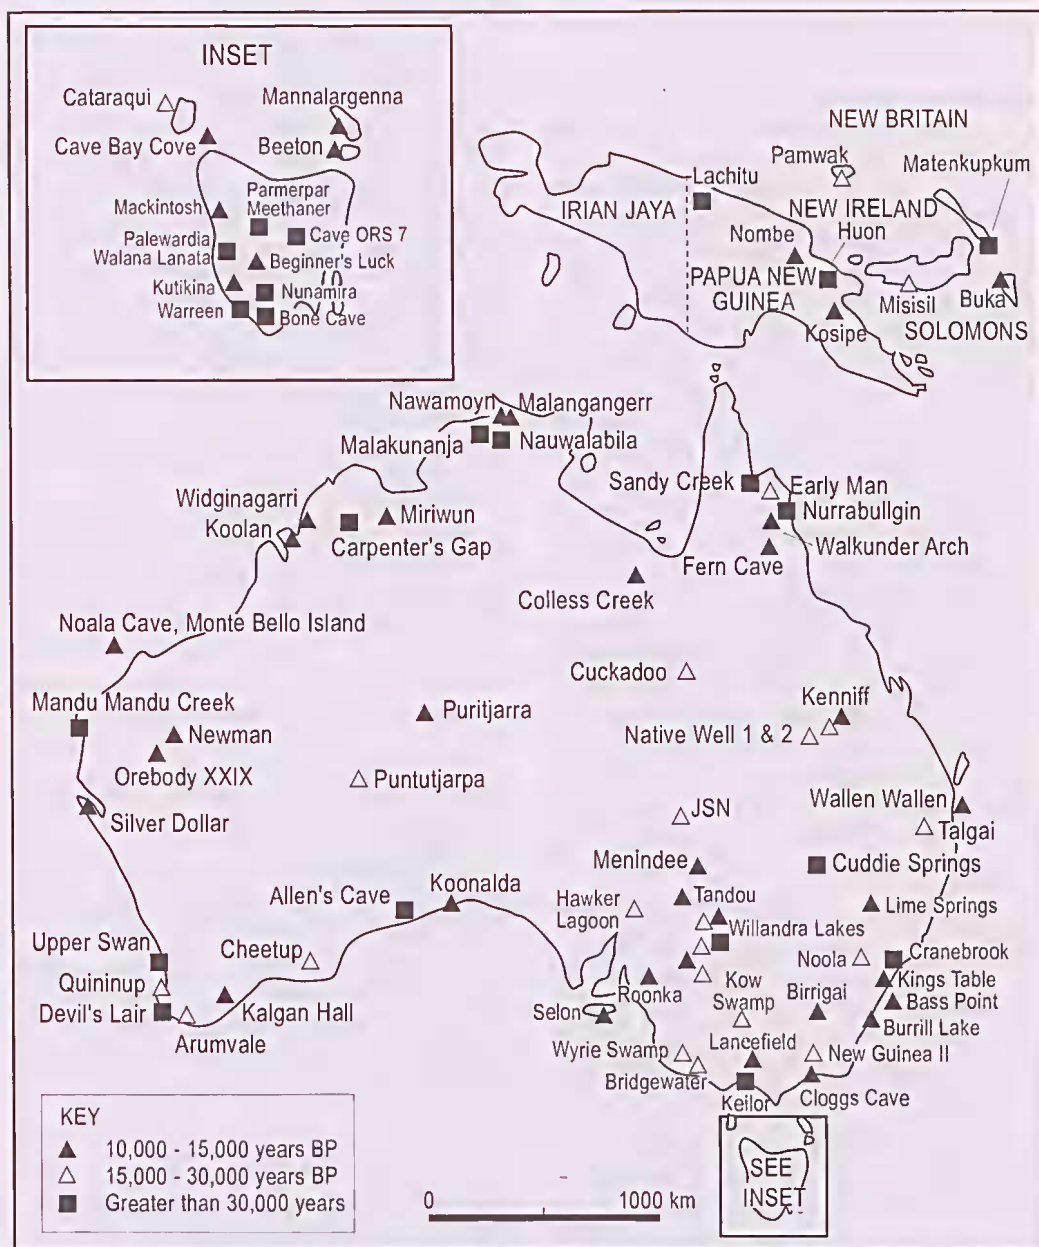 INSET
Cataraqui
Mannalargenna
Cave Bay Cove
Beeton
Mackintosh
Parmerpar
Meethaner
Palewardia
Walana Lanata
Cave ORS 7
Beginner's Luck
Kutikina
Nunamira
Warreen
Bone Cave
NEW BRITAIN
Pamwak
Matenkupkum
Lachitu
IRIAN JAYA
NEW IRELAND
Huon
Nombe
PAPUA NEW
GUINEA
Misisil
Buka
SOLOMONS
Kosipe
Nawamoyn
Malangangerr
Malakunanja
Nauwalabila
Sandy Creek
Early Man
Nurrabullgin
Widginagarri
Koolan
Miriwun
Carpenter's Gap
Walkunder Arch
Fern Cave
Colless Creek
Noala Cave, Monte Bello Island
Cuckadoo
Mandu Mandu Creek
Puritjarra
Kenniff
Newman
Native Well 1 & 2
Orebody XXIX
Puntutjarpa
Silver Dollar
JSN
Wallen Wallen
Talgai
Menindee
Cuddie Springs
Allen's Cave
Koonalda
Hawker
Lagoon
Tandou
Lime Springs
Willandra Lakes
Upper Swan
Cheetup
Noola
Cranebrook
Quininup
Roonka
Kow
Swamp
Birrigai
Kings Table
Devil's Lair
Kalgan Hall
Selon
Bass Point
Arumvale
Burrill Lake
Wyrie Swamp
Lancefield
New Guinea II
Bridgewater
Keilor
Cloggs Cave
KEY
10,000 - 15,000 years BP
15,000 - 30,000 years BP
Greater than 30,000 years
0 1000 km
SEE
INSET